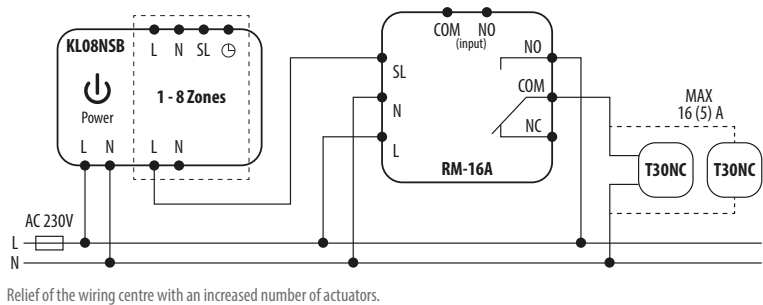 KL08NSB
L N SL
Power
1 - 8 Zones
L N L N
COM NO
(input)
SL
N
L
NO
COM
NC
RM-16A
MAX
16 (5) A
T30NC T30NC
AC 230V
L
N
Relief of the wiring centre with an increased number of actuators.